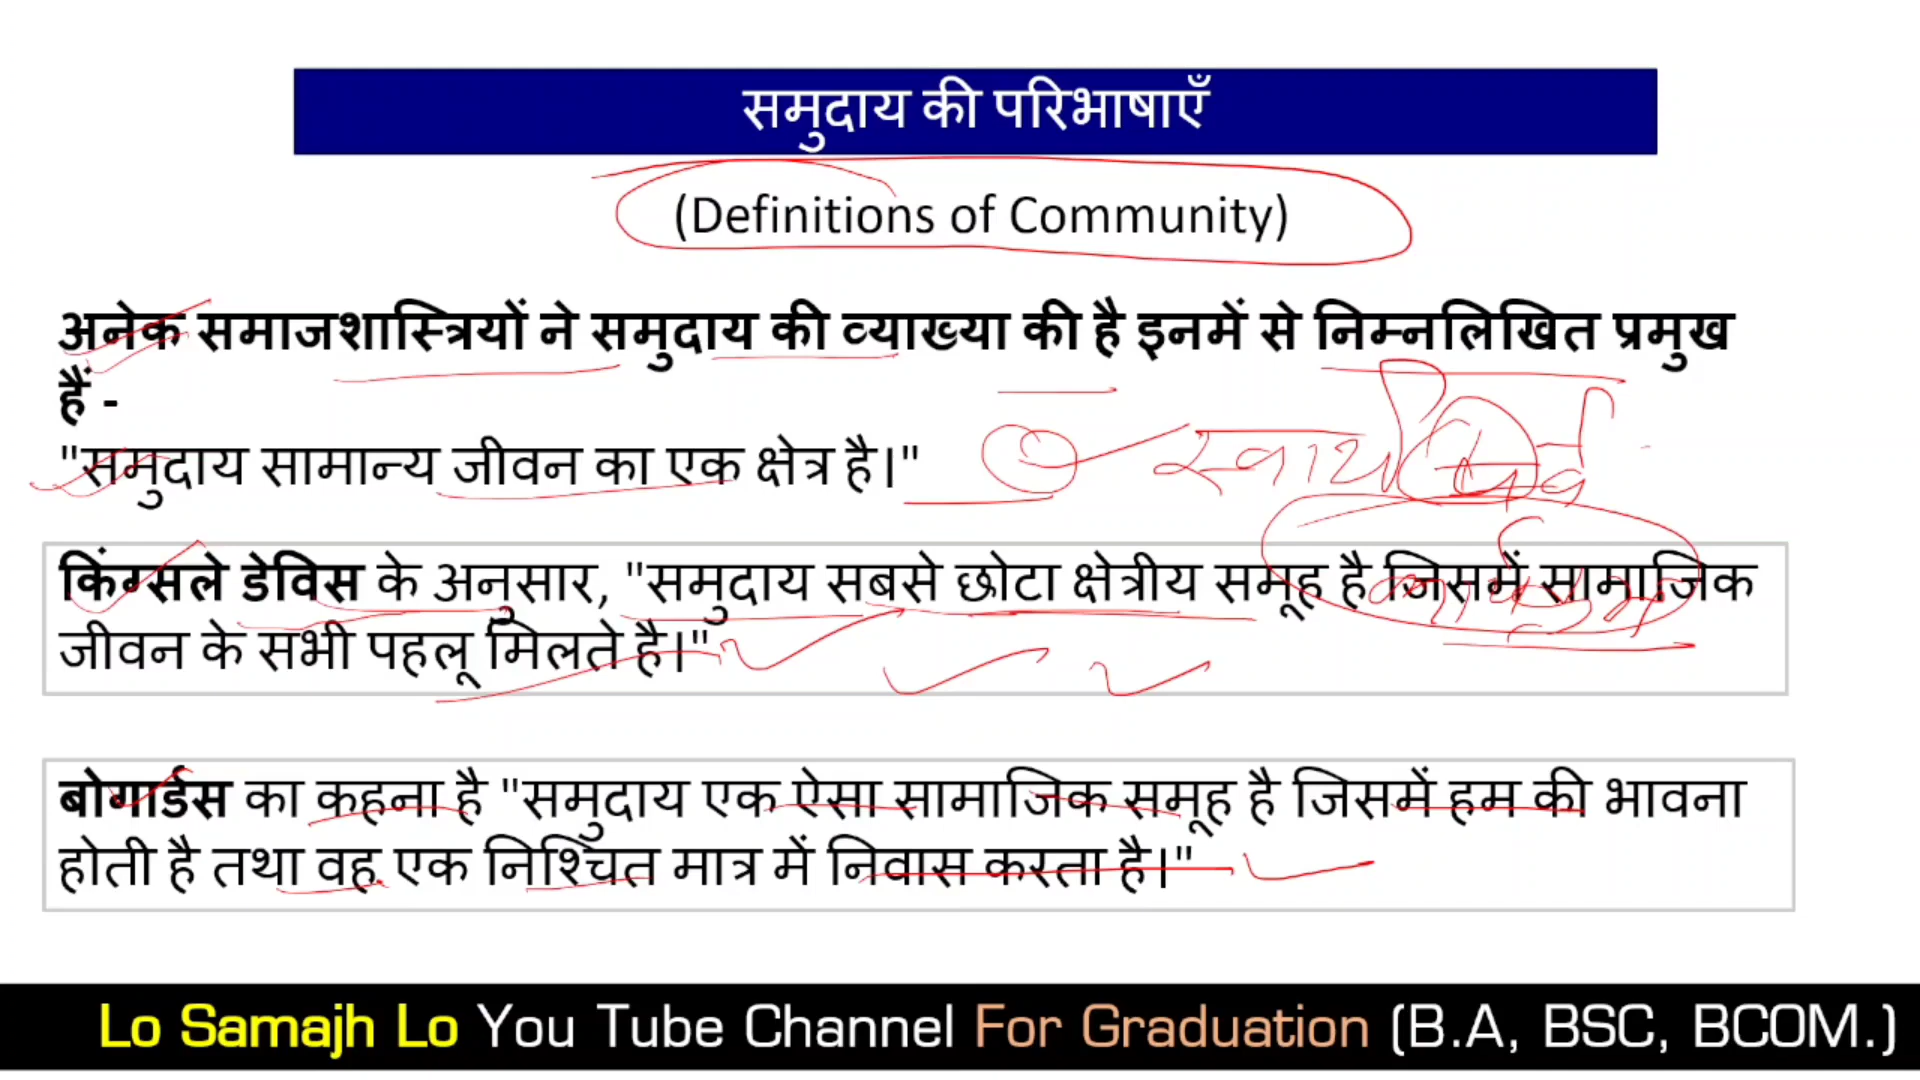 समुदाय की परिभाषाएँ
(Definitions of Community)
अनेक समाजशास्त्रियों ने समुदाय की व्याख्या की है इनमें से निम्नलिखित प्रमुख
हैं -
"समुदाय सामान्य जीवन का एक क्षेत्र है।"
किंग्सले डेविस के अनुसार, "समुदाय सबसे छोटा क्षेत्रीय समूह है जिसमें सामाजिक
जीवन के सभी पहलू मिलते है।"
बोगार्डस का कहना है "समुदाय एक ऐसा सामाजिक समूह है जिसमें हम की भावना
होती है तथा वह एक निश्चित मात्र में निवास करता है।"
Lo Samajh Lo You Tube Channel For Graduation (B.A, BSC, BCOM.)